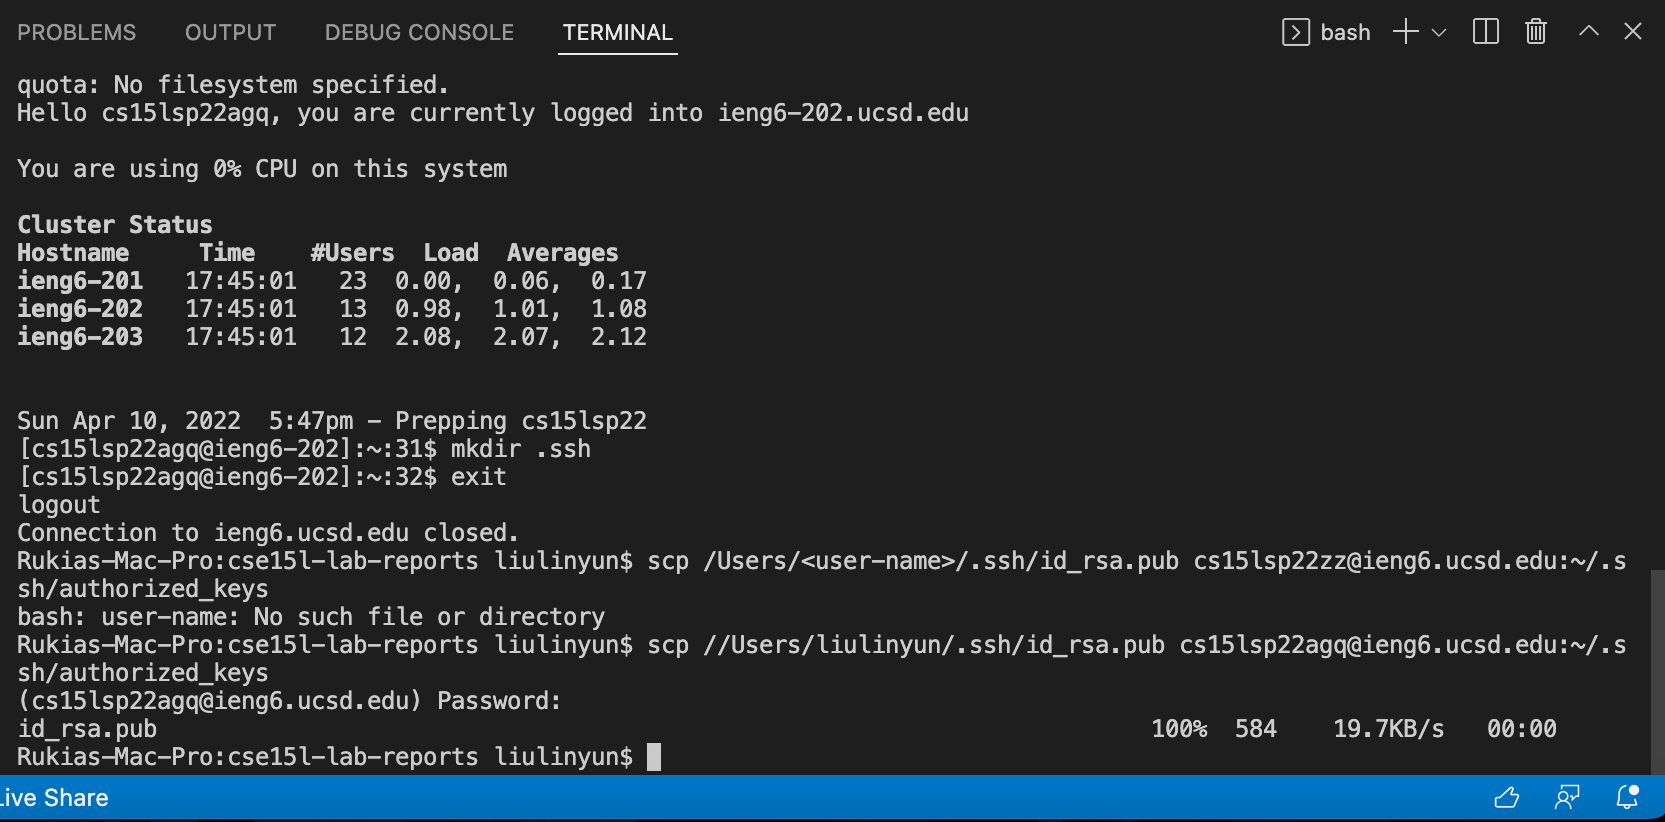 PROBLEMS OUTPUT DEBUG CONSOLE TERMINAL bash
quota: No filesystem specified.
Hello cs15lsp22agq, you are currently logged into ieng6-202.ucsd.edu
You are using 0% CPU on this system
Cluster Status
Hostname Time #Users Load Averages
ieng6-201 17:45:01 23 0.00, 0.06, 0.17
ieng6-202 17:45:01 13 0.98, 1.01, 1.08
ieng6-203 17:45:01 12 2.08, 2.07, 2.12
Sun Apr 10, 2022 5:47pm - Prepping cs15lsp22
[cs15lsp22agq@ieng6-202]:~:31$ mkdir .ssh
[cs15lsp22agq@ieng6-202]:~:32$ exit
logout
Connection to ieng6.ucsd.edu closed.
Rukias-Mac-Pro:cse15l-lab-reports liulinyun$ scp /Users/<user-name>/.ssh/id_rsa.pub cs15lsp22zz@ieng6.ucsd.edu:~/.s
sh/authorized_keys
bash: user-name: No such file or directory
Rukias-Mac-Pro:cse15l-lab-reports liulinyun$ scp //Users/liulinyun/.ssh/id_rsa.pub cs15lsp22agq@ieng6.ucsd.edu:~/.s
sh/authorized_keys
(cs15lsp22agq@ieng6.ucsd.edu) Password:
id_rsa.pub 100% 584 19.7KB/s 00:00
Rukias-Mac-Pro:cse15l-lab-reports liulinyun$
Live Share